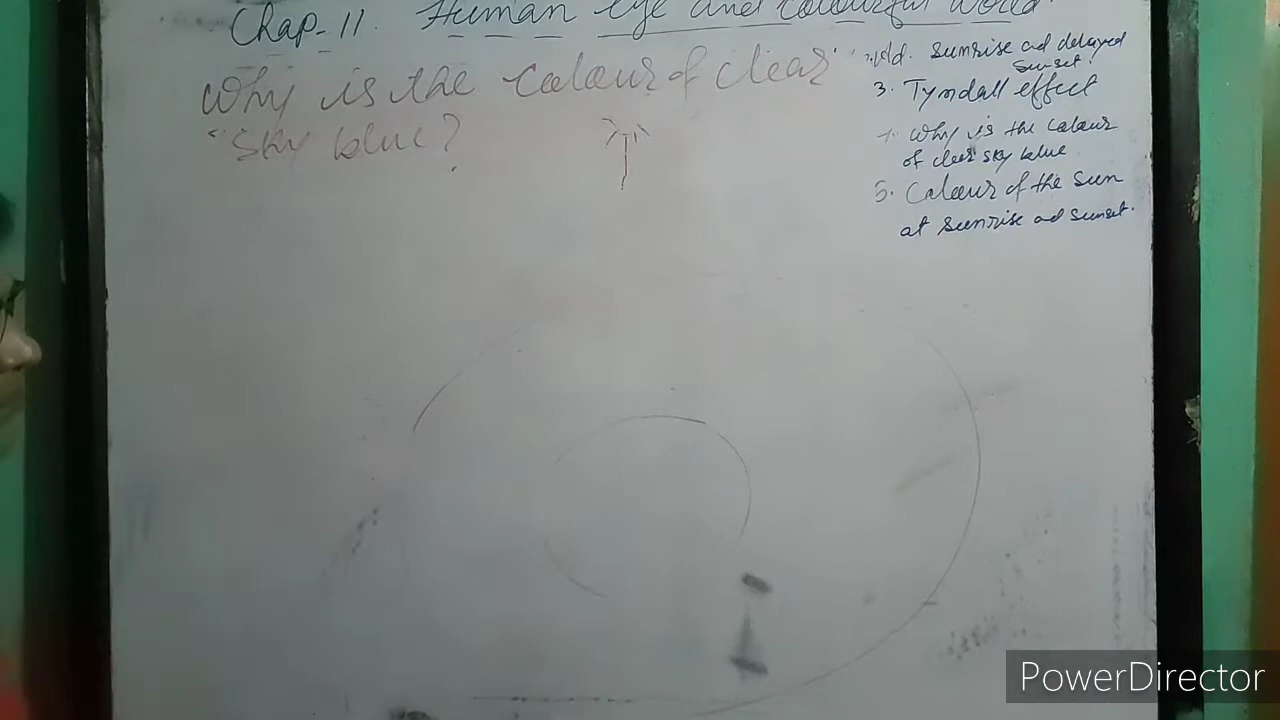 Chap-11. Human eye and colourful world
Why is the colour of clear
"sky blue?
sunrise and delayed
sunset.
3. Tyndall effect
Why is the colour
of clear sky blue
5. Colour of the sun
at sunrise ad sunset.
PowerDirector